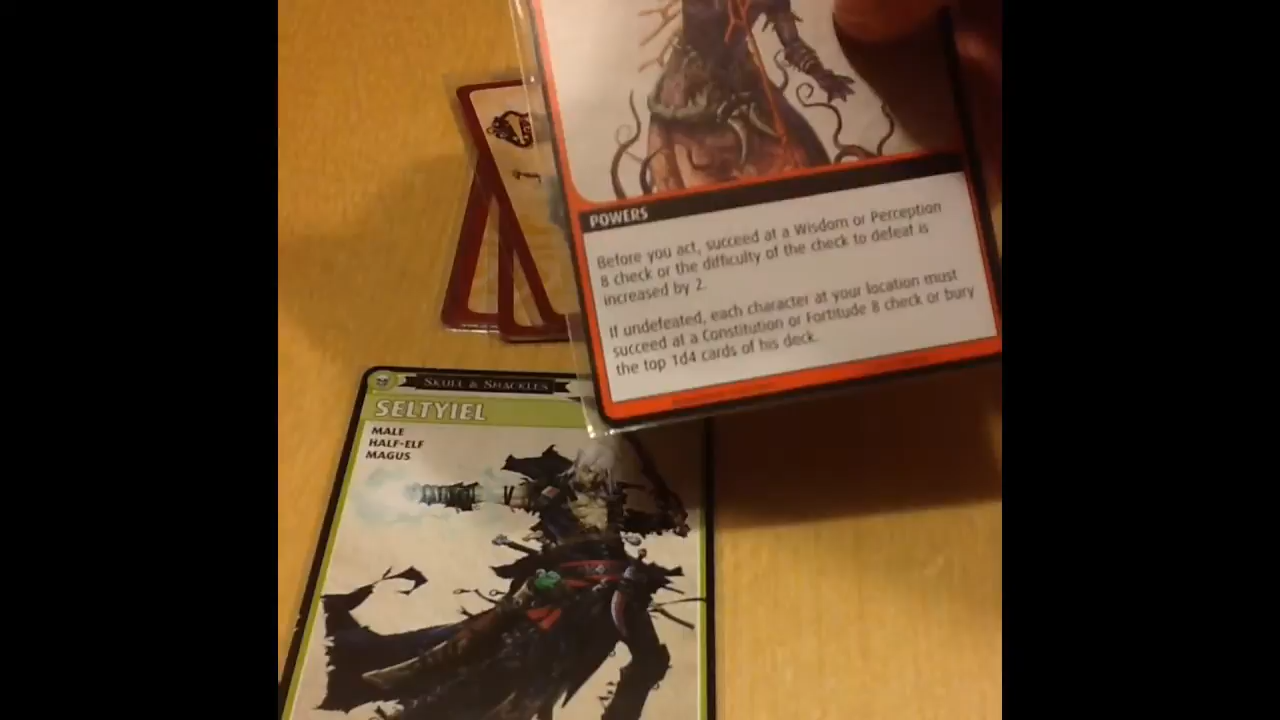 1
POWERS
Before you act, succeed at a Wisdom or Perception
8 check or the difficulty of the check to defeat is
increased by 2.
If undefeated, each character at your location must
succeed at a Constitution or Fortitude 8 check or bury
the top 1d4 cards of his deck.
SKULL & SHACKLES
SELTYIEL
MALE
HALF-ELF
MAGUS